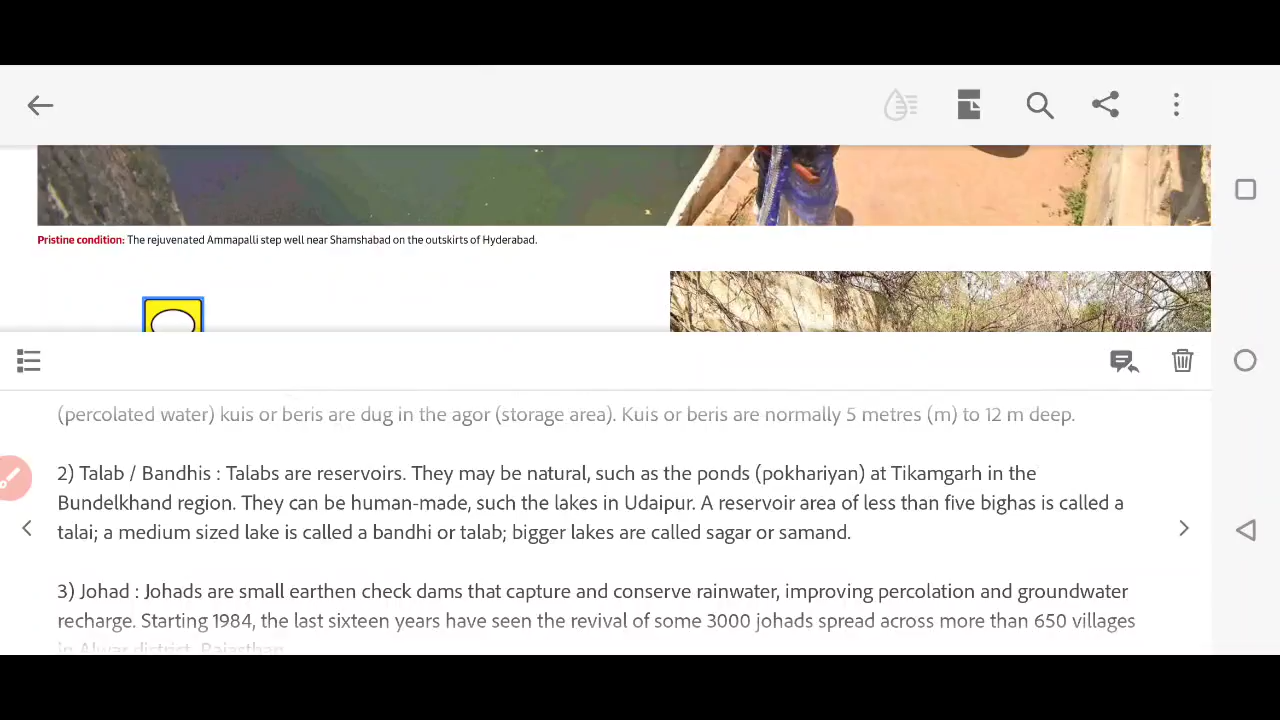 Pristine condition: The rejuvenated Ammapalli step well near Shamshabad on the outskirts of Hyderabad.
(percolated water) kuis or beris are dug in the agor (storage area). Kuis or beris are normally 5 metres (m) to 12 m deep.
2) Talab / Bandhis : Talabs are reservoirs. They may be natural, such as the ponds (pokhariyan) at Tikamgarh in the
Bundelkhand region. They can be human-made, such the lakes in Udaipur. A reservoir area of less than five bighas is called a
talai; a medium sized lake is called a bandhi or talab; bigger lakes are called sagar or samand.
3) Johad : Johads are small earthen check dams that capture and conserve rainwater, improving percolation and groundwater
recharge. Starting 1984, the last sixteen years have seen the revival of some 3000 johads spread across more than 650 villages
in Alwar district, Rajasthan